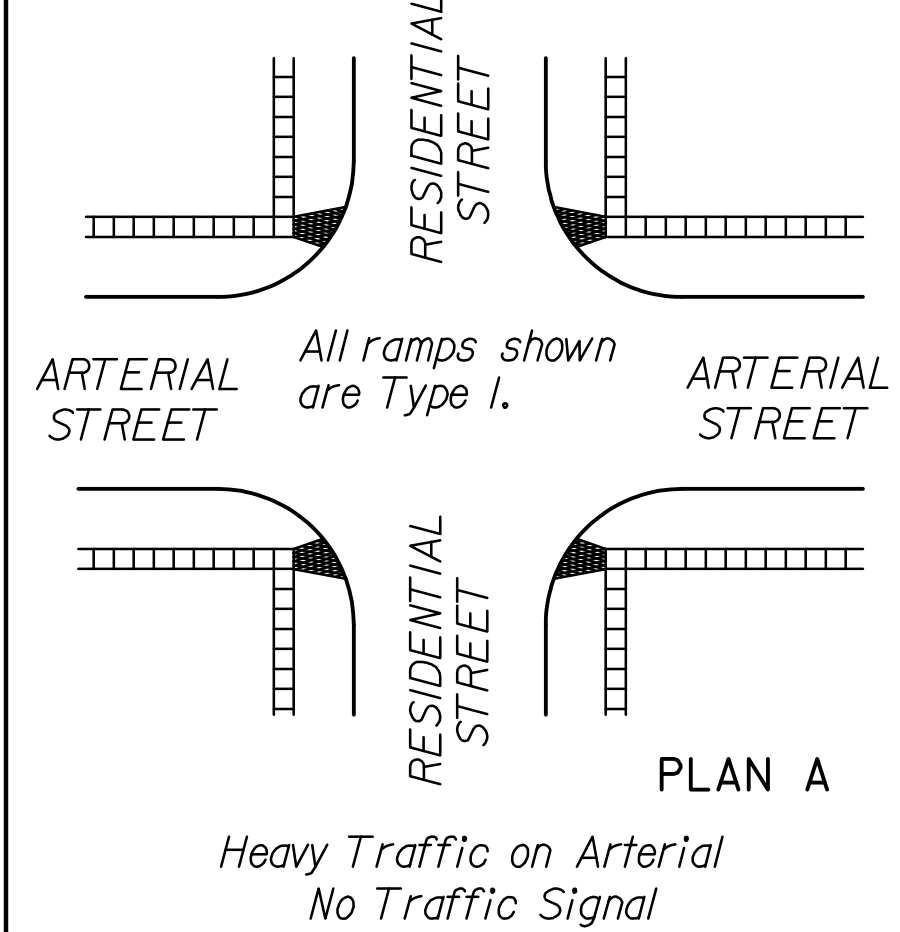 RESIDENTIAL
STREET
All ramps shown
are Type I.
ARTERIAL
STREET
ARTERIAL
STREET
RESIDENTIAL
STREET
PLAN A
Heavy Traffic on Arterial
No Traffic Signal